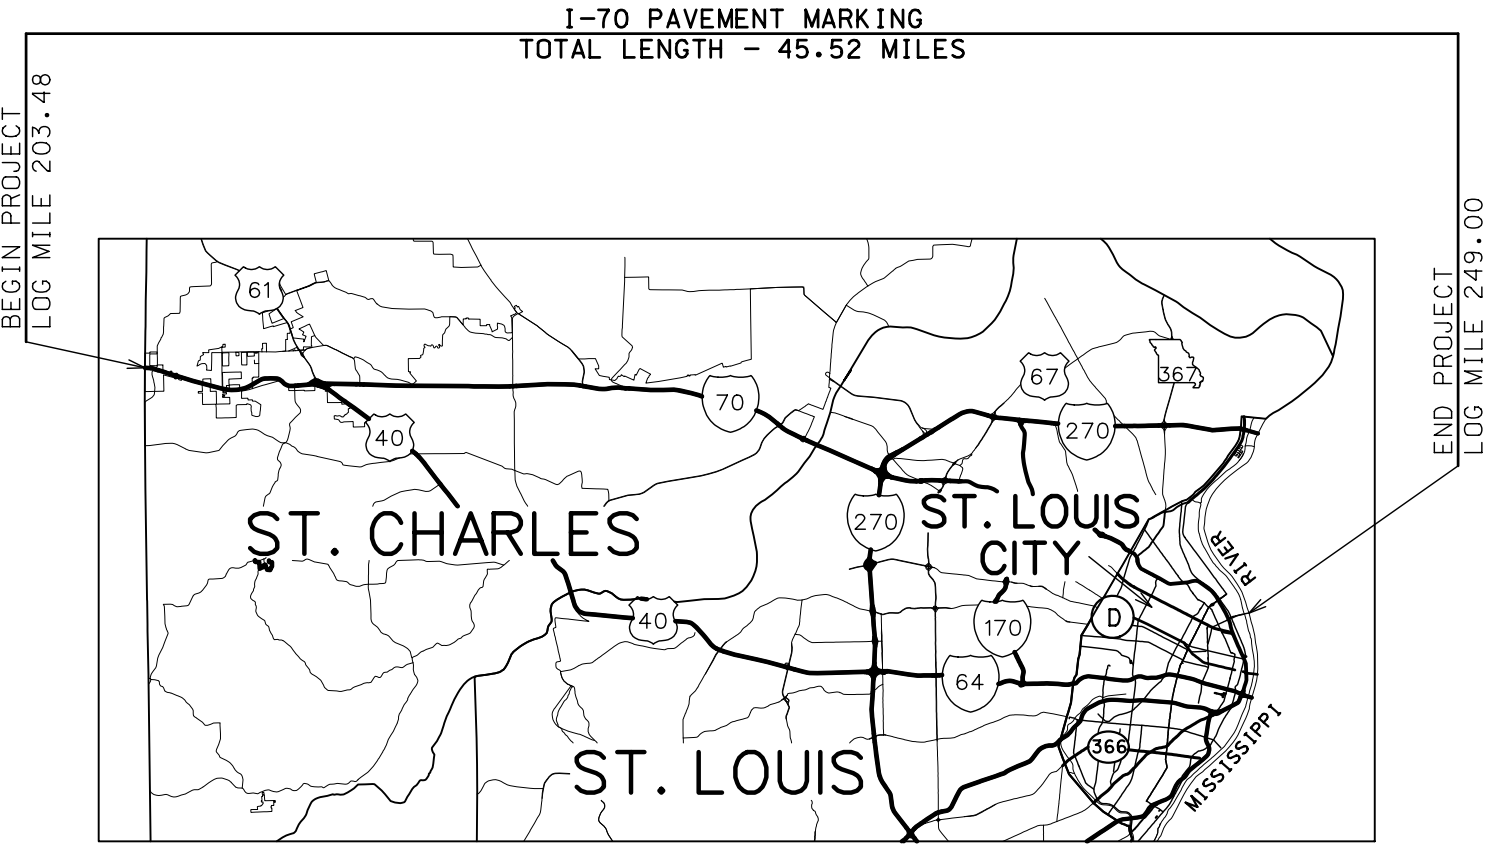 I-70 PAVEMENT MARKING
TOTAL LENGTH - 45.52 MILES
BEGIN PROJECT
LOG MILE 203.48
END PROJECT
LOG MILE 249.00
61
67
367
70
40
270
270
ST. LOUIS
CITY
ST. CHARLES
RIVER
40
170
D
64
366
ST. LOUIS
MISSISSIPPI